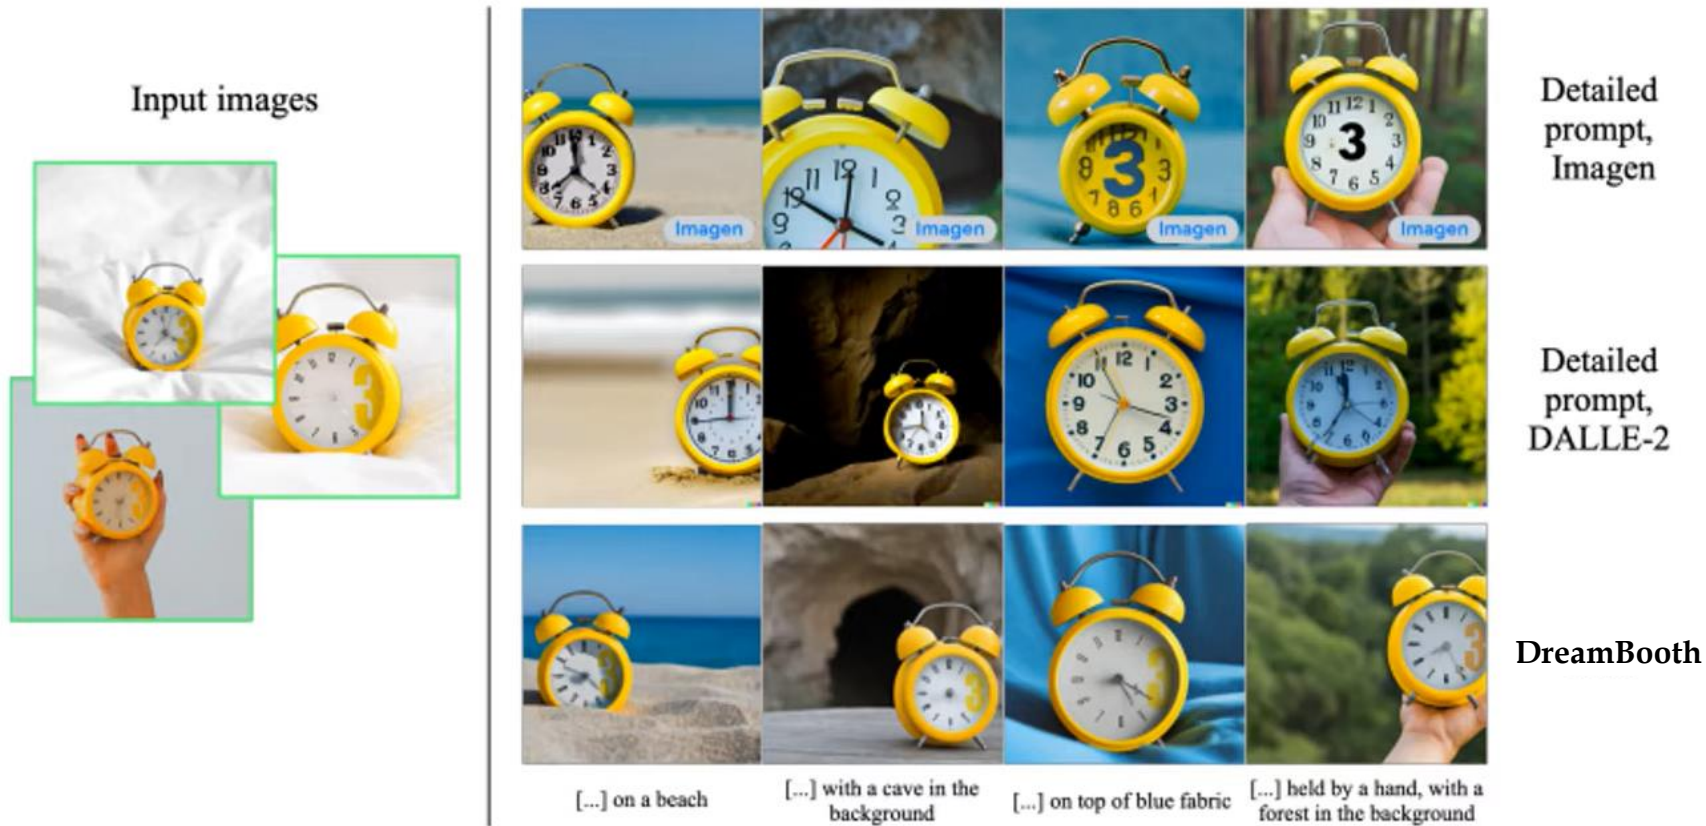 Input images
Imagen
Imagen
Imagen
Imagen
Detailed
prompt,
Imagen
Detailed
prompt,
DALLE-2
DreamBooth
[...] on a beach
[...] with a cave in the
background
[...] on top of blue fabric
[...] held by a hand, with a
forest in the background